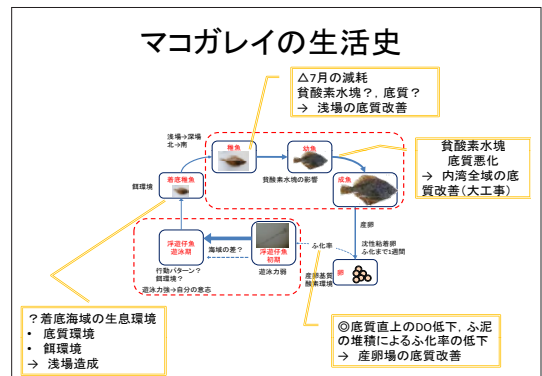 マコガレイの生活史
△7月の減耗
貧酸素水塊?, 底質?
→ 浅場の底質改善
浅場→深場
北→南
稚魚
幼魚
貧酸素水塊の影響
成魚
貧酸素水塊
底質悪化
→ 内湾全域の底
質改善(大工事)
着底稚魚
餌環境
産卵
浮遊仔魚
遊泳期
海域の差?
浮遊仔魚
初期
ふ化率
沈性粘着卵
ふ化まで1週間
行動パターン?
餌環境?
遊泳力弱
卵
産卵基質
酸素環境
遊泳力強→自分の意志
?着底海域の生息環境
• 底質環境
• 餌環境
→ 浅場造成
◎底質直上のDO低下, ふ泥
の堆積によるふ化率の低下
→ 産卵場の底質改善